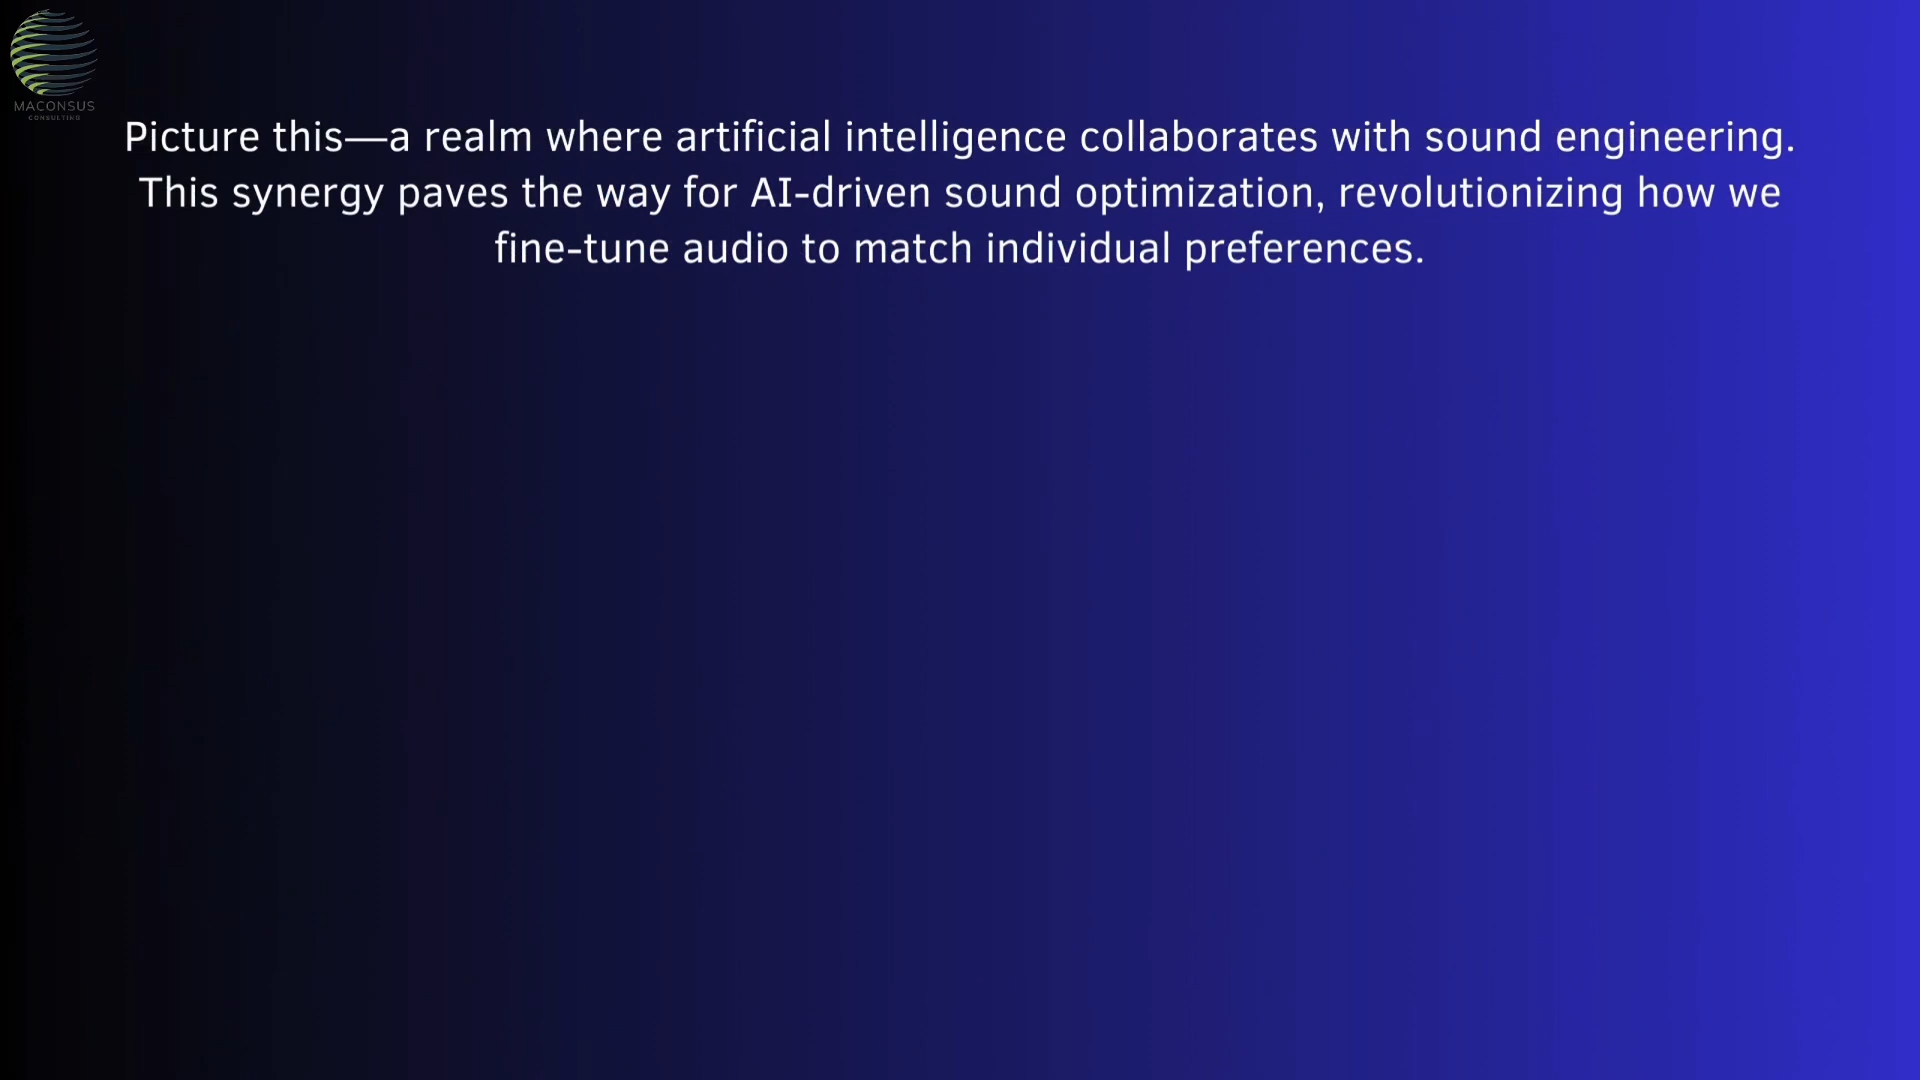 MACONSUS
CONSULTING
Picture this—a realm where artificial intelligence collaborates with sound engineering.
This synergy paves the way for AI-driven sound optimization, revolutionizing how we
fine-tune audio to match individual preferences.